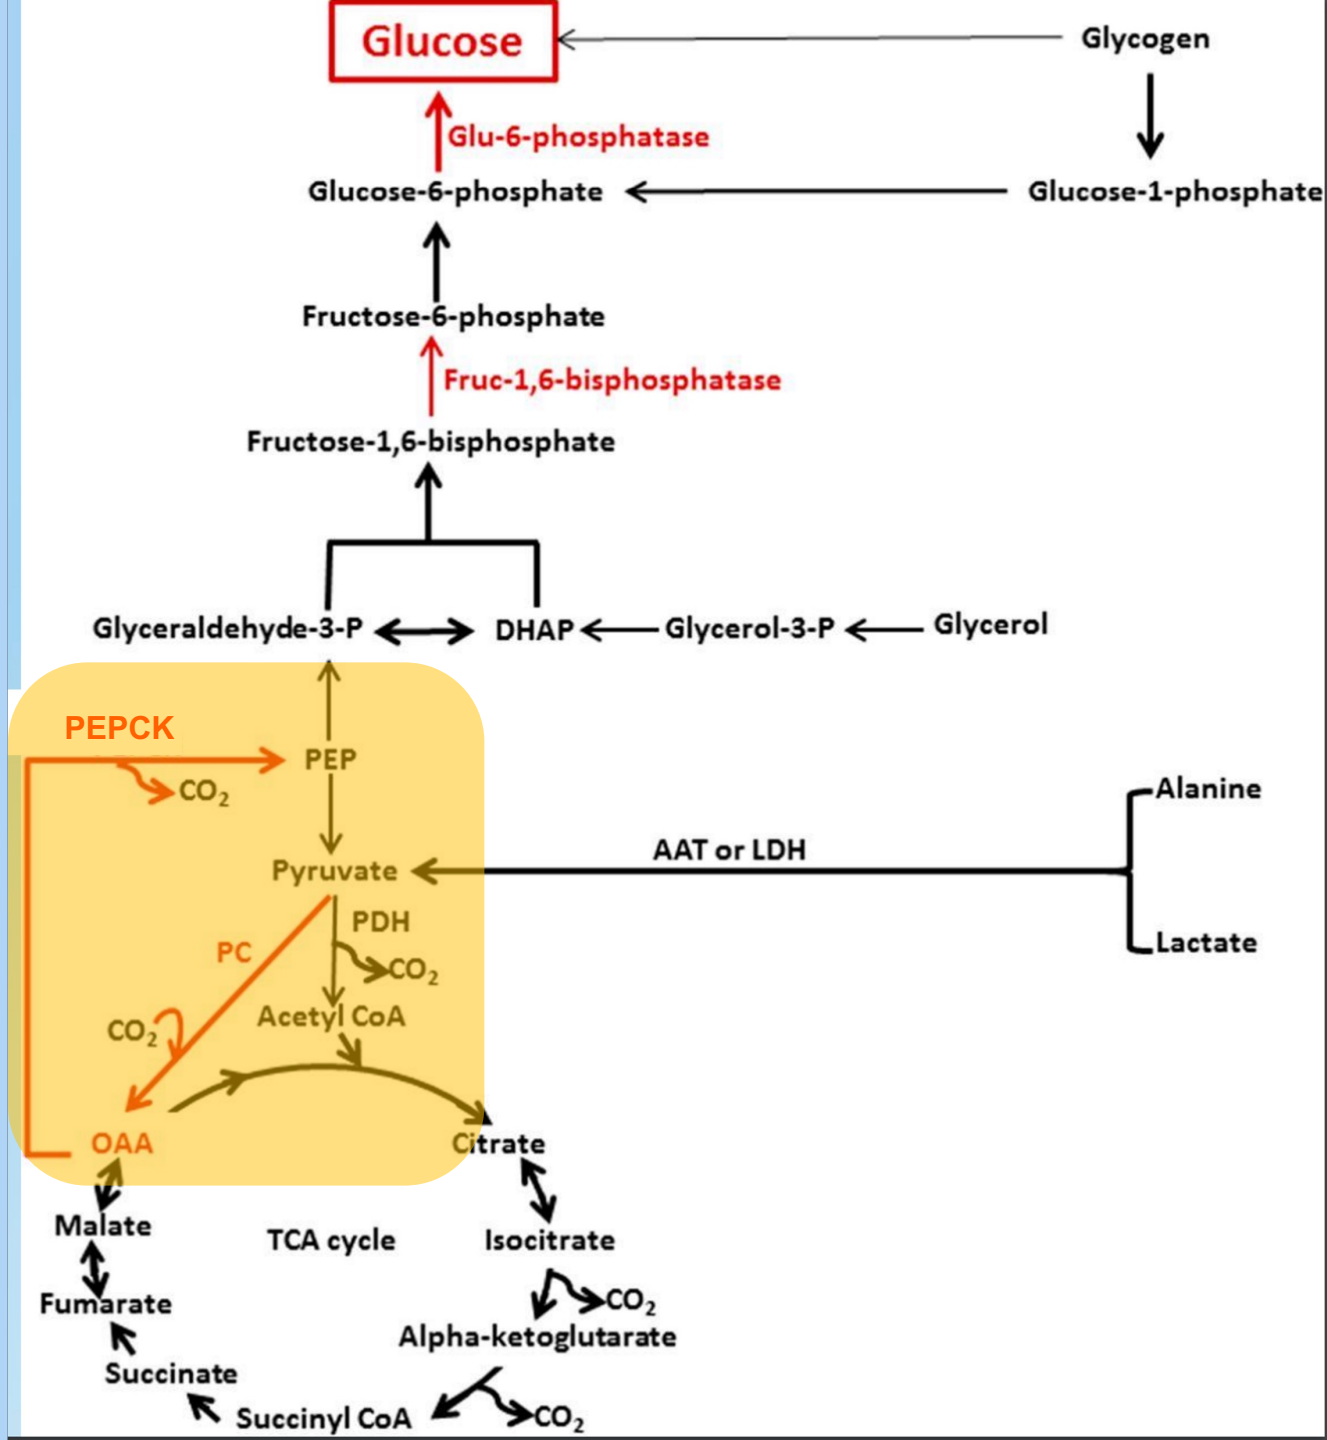 Glucose
Glycogen
Glu-6-phosphatase
Glucose-6-phosphate
Glucose-1-phosphate
Fructose-6-phosphate
Fruc-1,6-bisphosphatase
Fructose-1,6-bisphosphate
Glyceraldehyde-3-P
DHAP
Glycerol-3-P
Glycerol
PEPCK
PEP
CO₂
Alanine
AAT or LDH
Pyruvate
PDH
PC
Lactate
CO₂
Acetyl CoA
CO₂
OAA
Citrate
Malate
TCA cycle
Isocitrate
Fumarate
CO₂
Alpha-ketoglutarate
Succinate
Succinyl CoA
CO₂